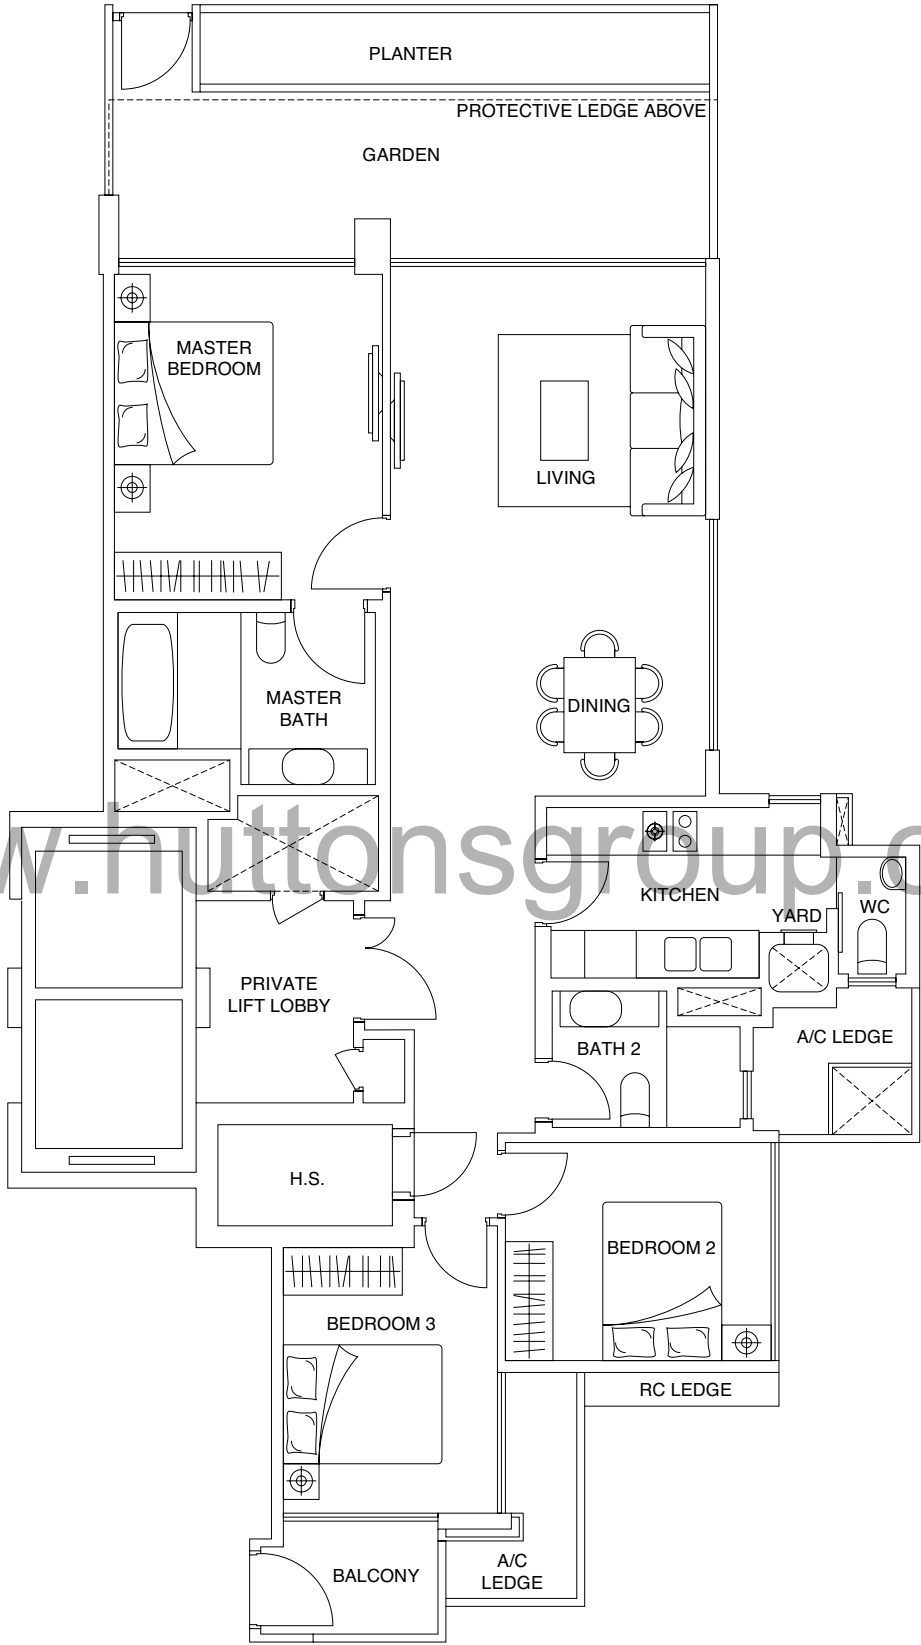 PLANTER
PROTECTIVE LEDGE ABOVE
GARDEN
MASTER
BEDROOM
LIVING
MASTER
BATH
DINING
w.huttonsgroup.c
KITCHEN
YARD
WC
PRIVATE
LIFT LOBBY
BATH 2
A/C LEDGE
H.S.
BEDROOM 2
BEDROOM 3
RC LEDGE
A/C
LEDGE
BALCONY